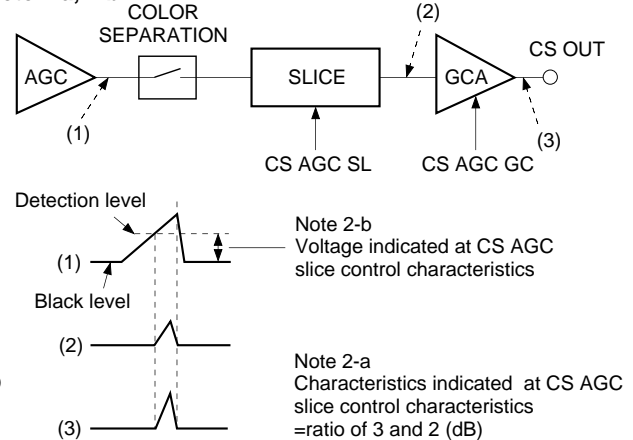 COLOR
SEPARATION
(2)
CS OUT
AGC
SLICE
GCA
(1)
(3)
CS AGC SL
CS AGC GC
Detection level
Note 2-b
Voltage indicated at CS AGC
slice control characteristics
(1)
Black level
(2)
Note 2-a
Characteristics indicated at CS AGC
slice control characteristics
=ratio of 3 and 2 (dB)
(3)